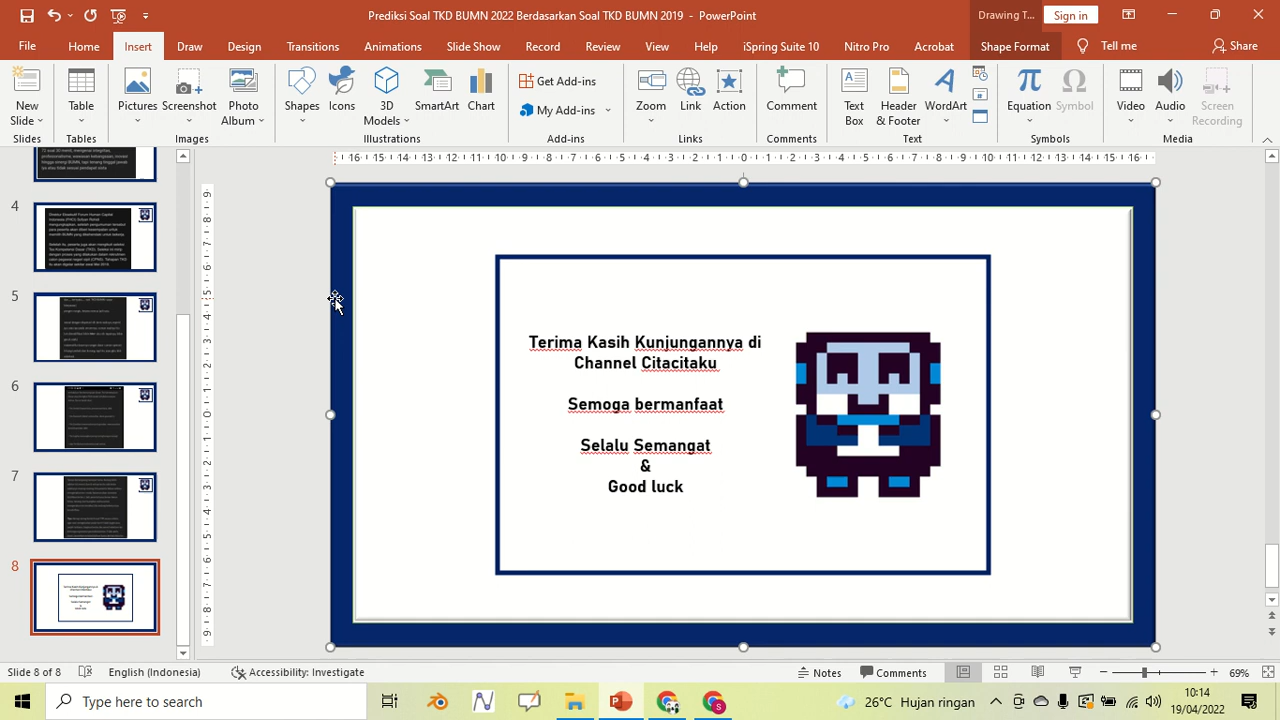 Prediksi Soal TKD BUMN 2022 Berdasarkan Soal TKD BUMN 2019 - PowerPoint
Drawing T...
Sign in
File Home Insert Draw Design Transitions Animations Slide Show Record Review View Help iSpring Suite 10 Nitro Pro Acrobat Shape Format Tell me Share
New Slide
Table
Pictures
Screenshot
Photo Album
Shapes
Icons
3D Models
SmartArt
Chart
Get Add-ins
My Add-ins
Zoom
Link
Action
Comment
Text Box
Header & Footer
WordArt
Equation
Symbol
Video
Audio
Screen Recording
Slides Tables Images Illustrations Add-ins Links Comments Text Symbols Media
4
5
6
7
8
Terima Kasih Kunjungannya di
Channel Citacitaku
Semoga bermanfaat
Selalu Semangat
&
Good luck
Slide 8 of 8 English (Indonesia) Accessibility: Investigate Notes Comments 69%
Type here to search
26°C Hujan ringan
10:14
19/04/2022